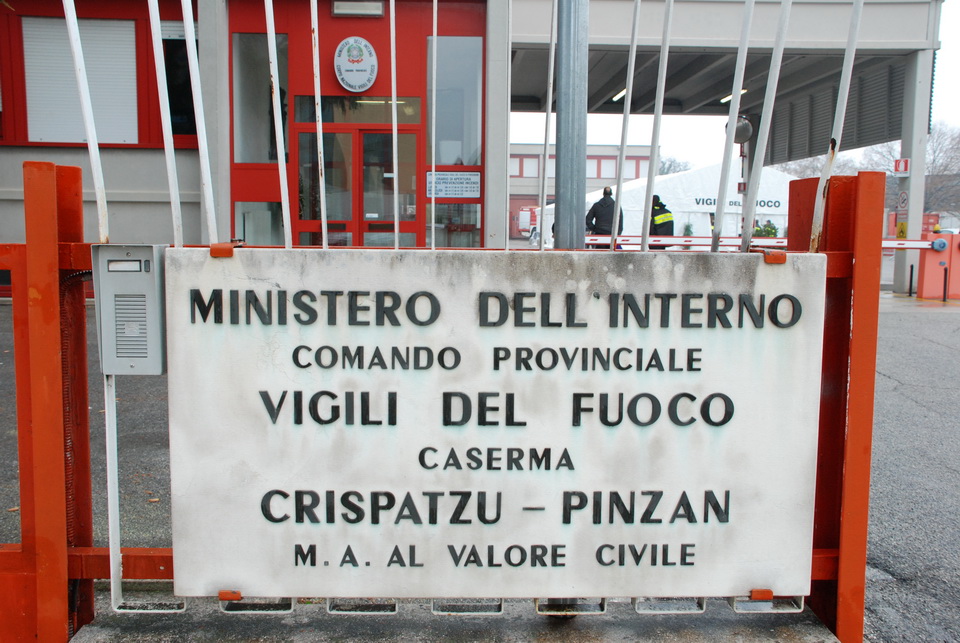 MINISTERO DELL'INTERNO
COMANDO PROVINCIALE
VIGILI DEL FUOCO
CASERMA
CRISPATZU - PINZAN
M. A. AL VALORE CIVILE
VIGILI DEL FUOCO